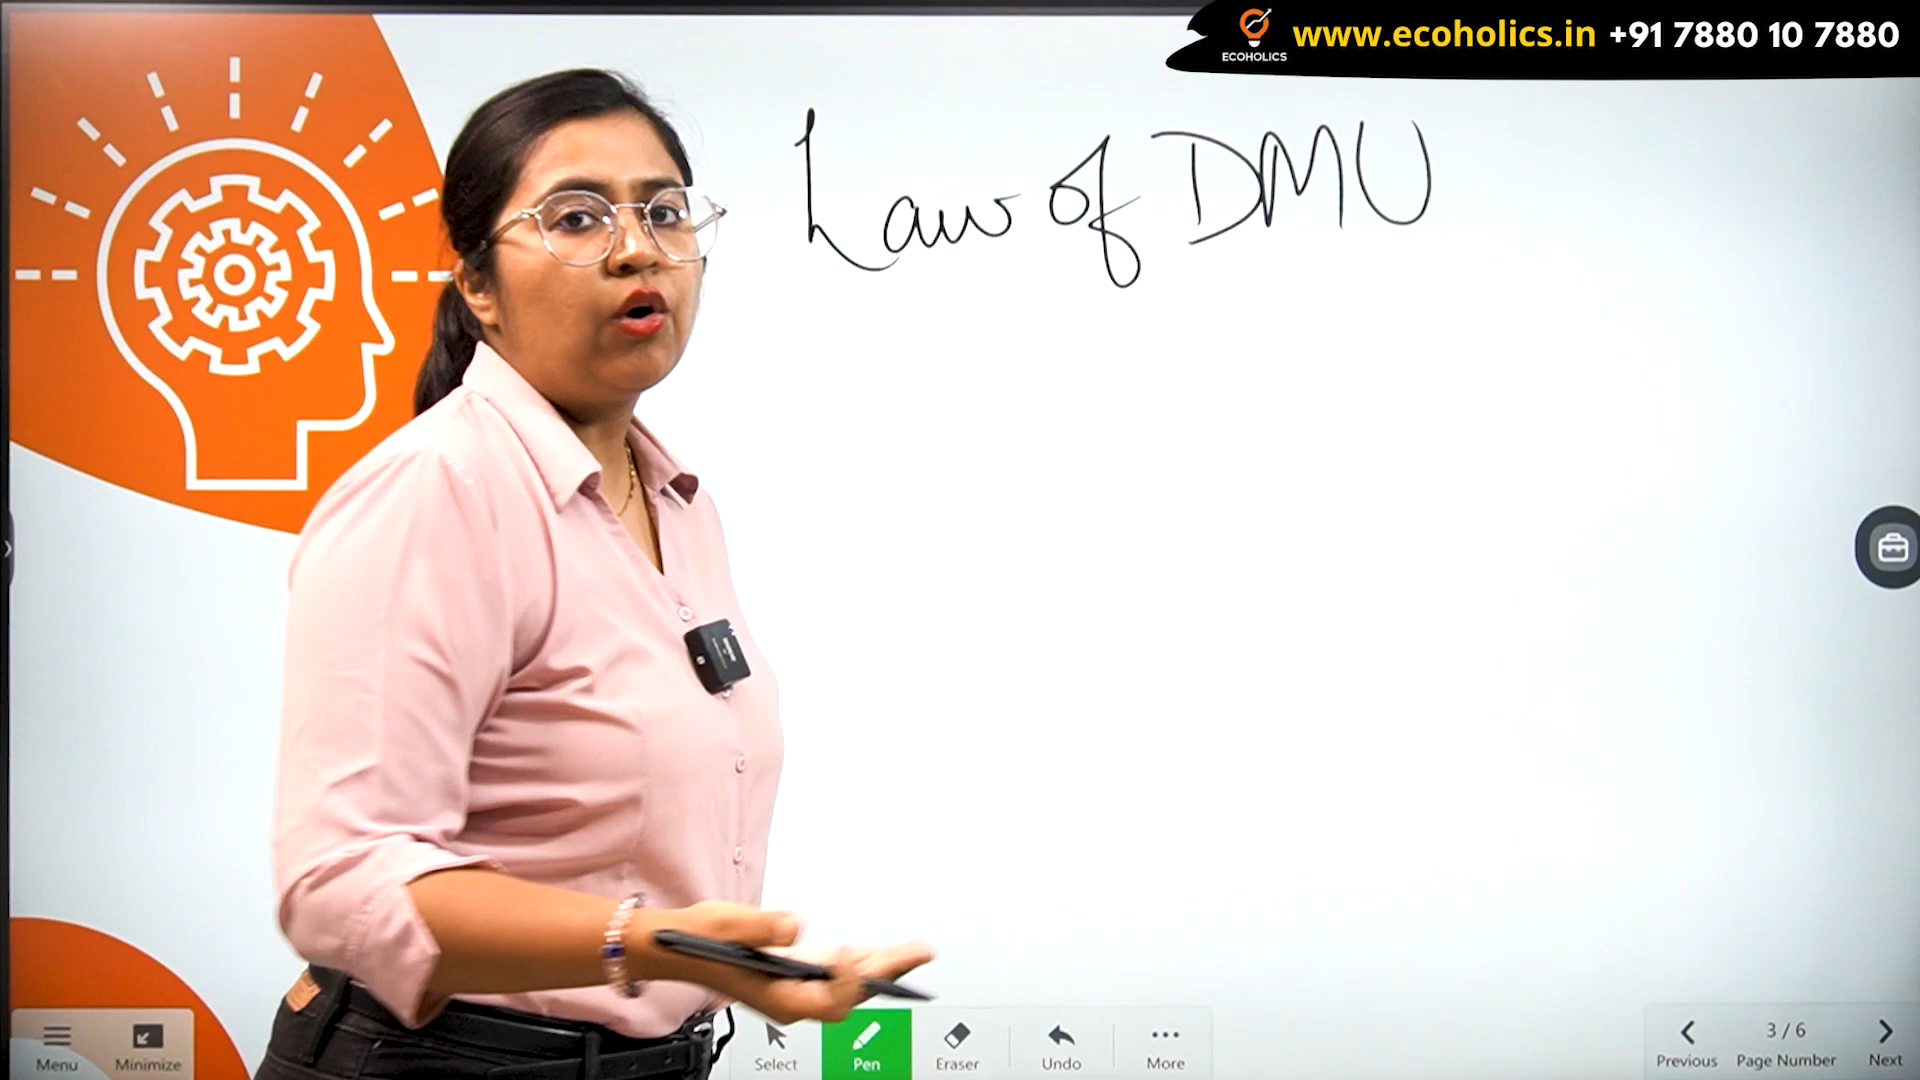 ECOHOLICS
www.ecoholics.in +91 7880 10 7880
Law of DMU
Menu
Minimize
Select
Pen
Eraser
Undo
More
Previous
3 / 6
Page Number
Next